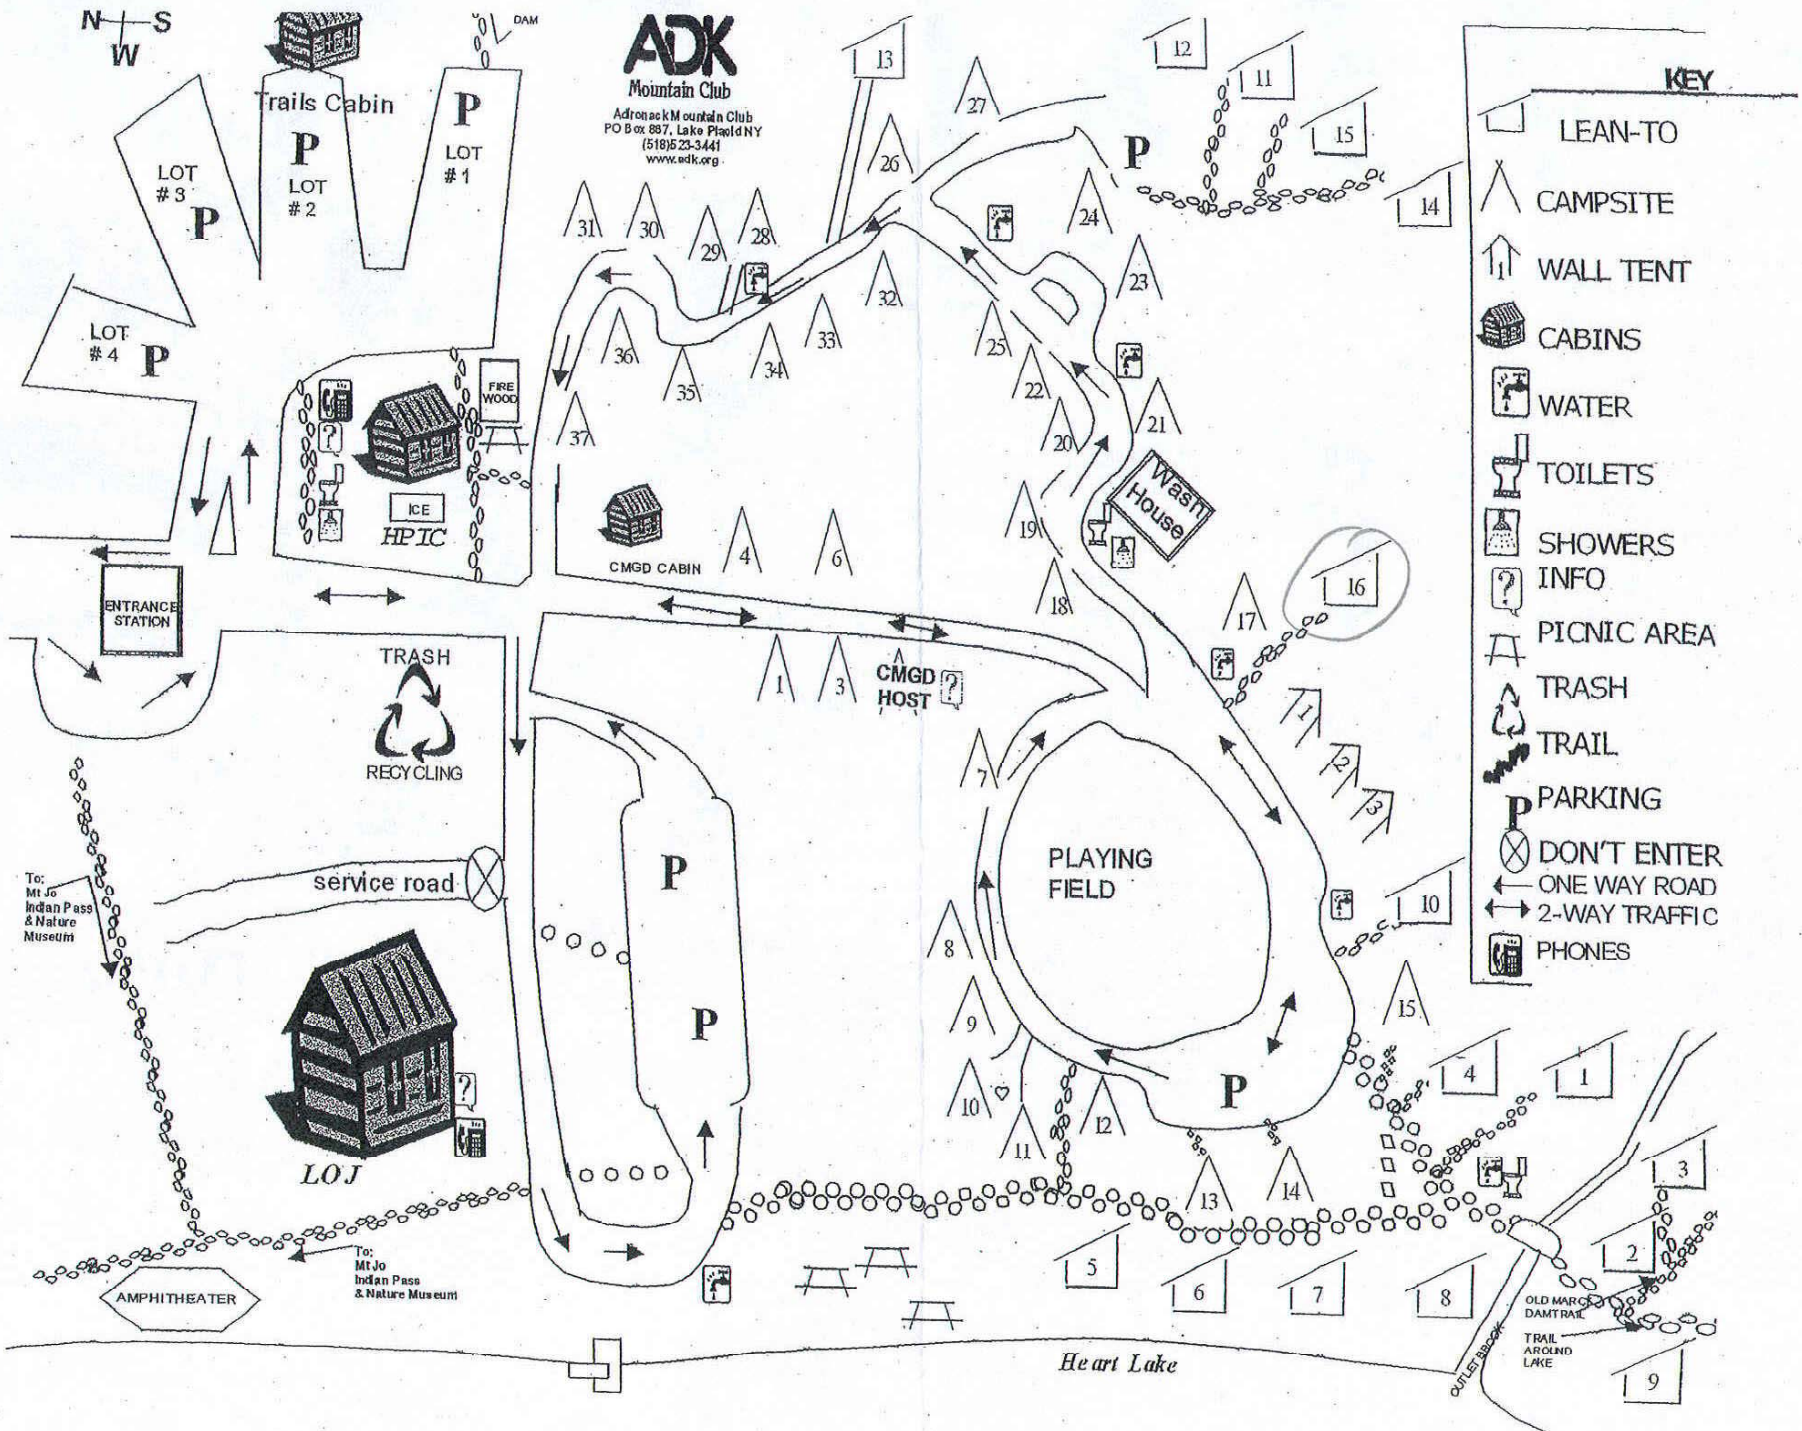 N S
W
DAM
Trails Cabin
P
LOT
# 1
P
LOT
# 2
LOT
# 3
P
LOT
# 4
P
ADK
Mountain Club
Adironack Mountain Club
PO Box 887, Lake Placid NY
(518)523-3441
www.adk.org
13
12
11
15
14
27
26
P
24
23
31
30
29
28
32
33
34
35
36
37
25
22
20
21
19
18
17
16
FIRE
WOOD
ICE
HPIC
CMGD CABIN
4
6
Wash
House
ENTRANCE
STATION
TRASH
RECYCLING
1
3
CMGD
HOST
1
2
3
7
8
9
10
11
12
13
14
15
PLAYING
FIELD
P
P
P
service road
To;
Mt Jo
Indian Pass
& Nature
Museum
LOJ
To;
Mt Jo
Indian Pass
& Nature Museum
AMPHITHEATER
10
4
1
3
2
5
6
7
8
9
OLD MARCY
DAM TRAIL
TRAIL
AROUND
LAKE
OUTLET BROOK
Heart Lake
KEY
LEAN-TO
CAMPSITE
1 WALL TENT
CABINS
WATER
TOILETS
SHOWERS
? INFO
PICNIC AREA
TRASH
TRAIL
P PARKING
DON'T ENTER
ONE WAY ROAD
2-WAY TRAFFIC
PHONES